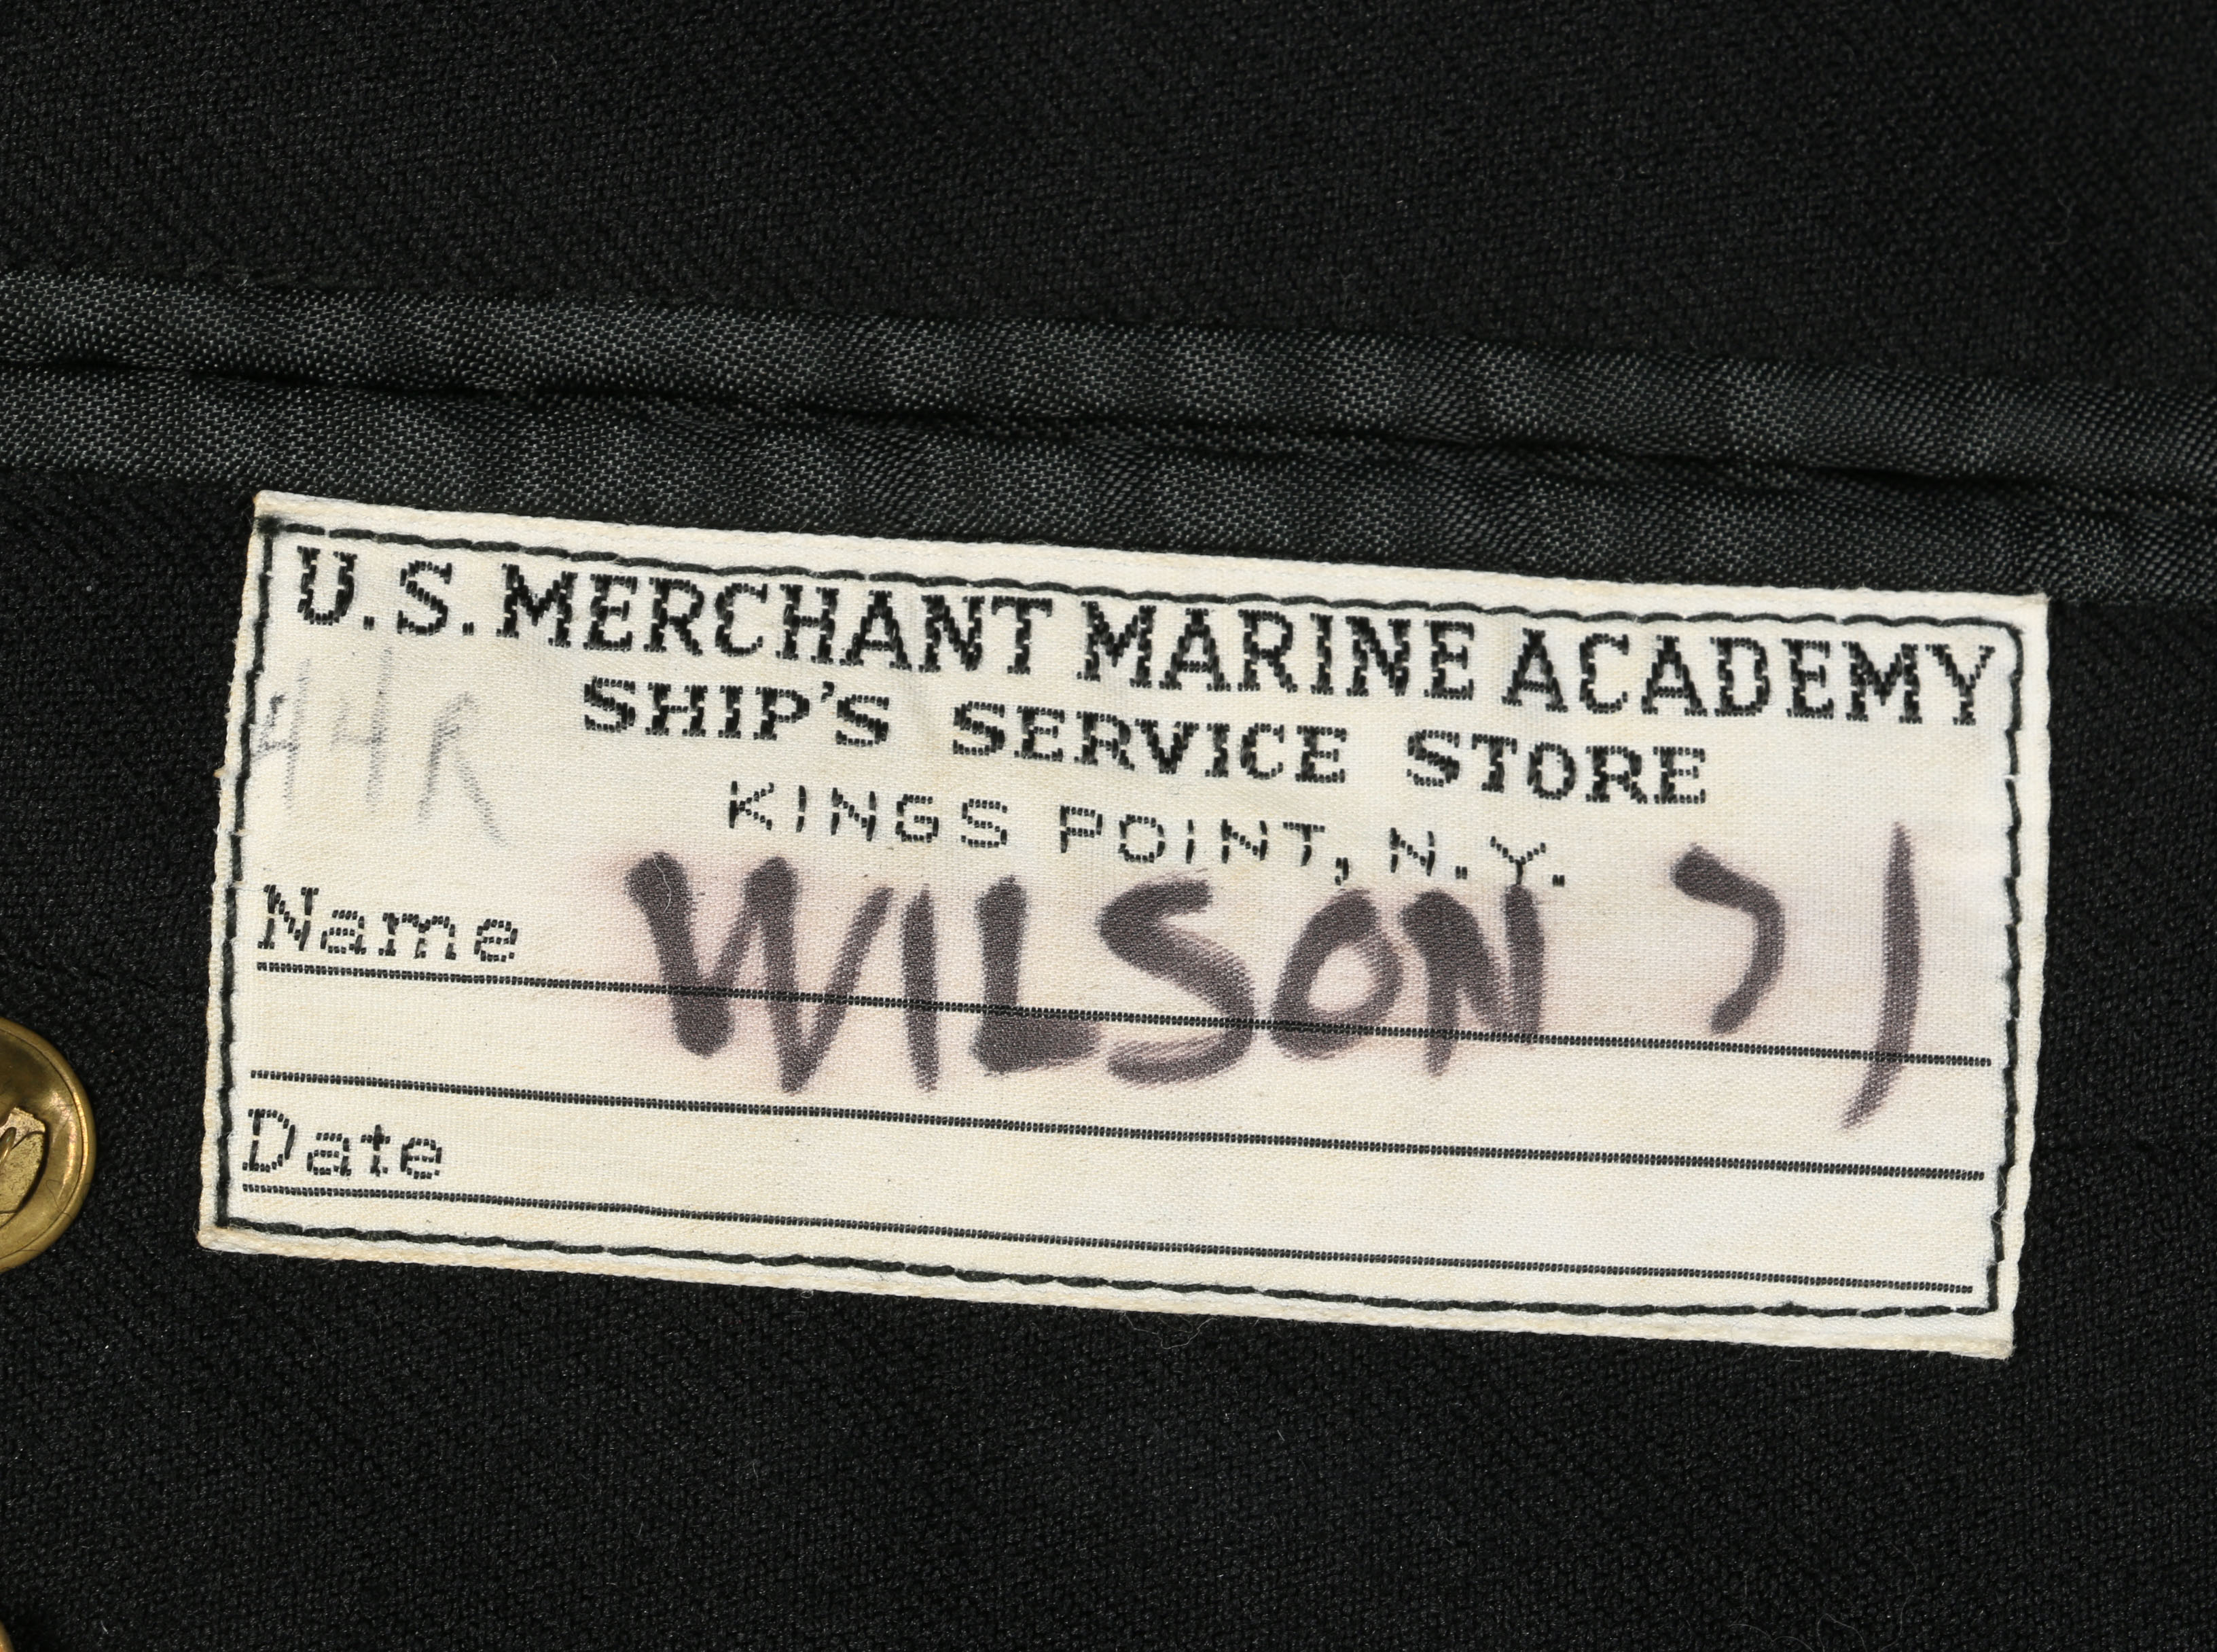 U.S. MERCHANT MARINE ACADEMY
SHIP'S SERVICE STORE
44R
KINGS POINT, N.Y.
Name WILSON 71
Date